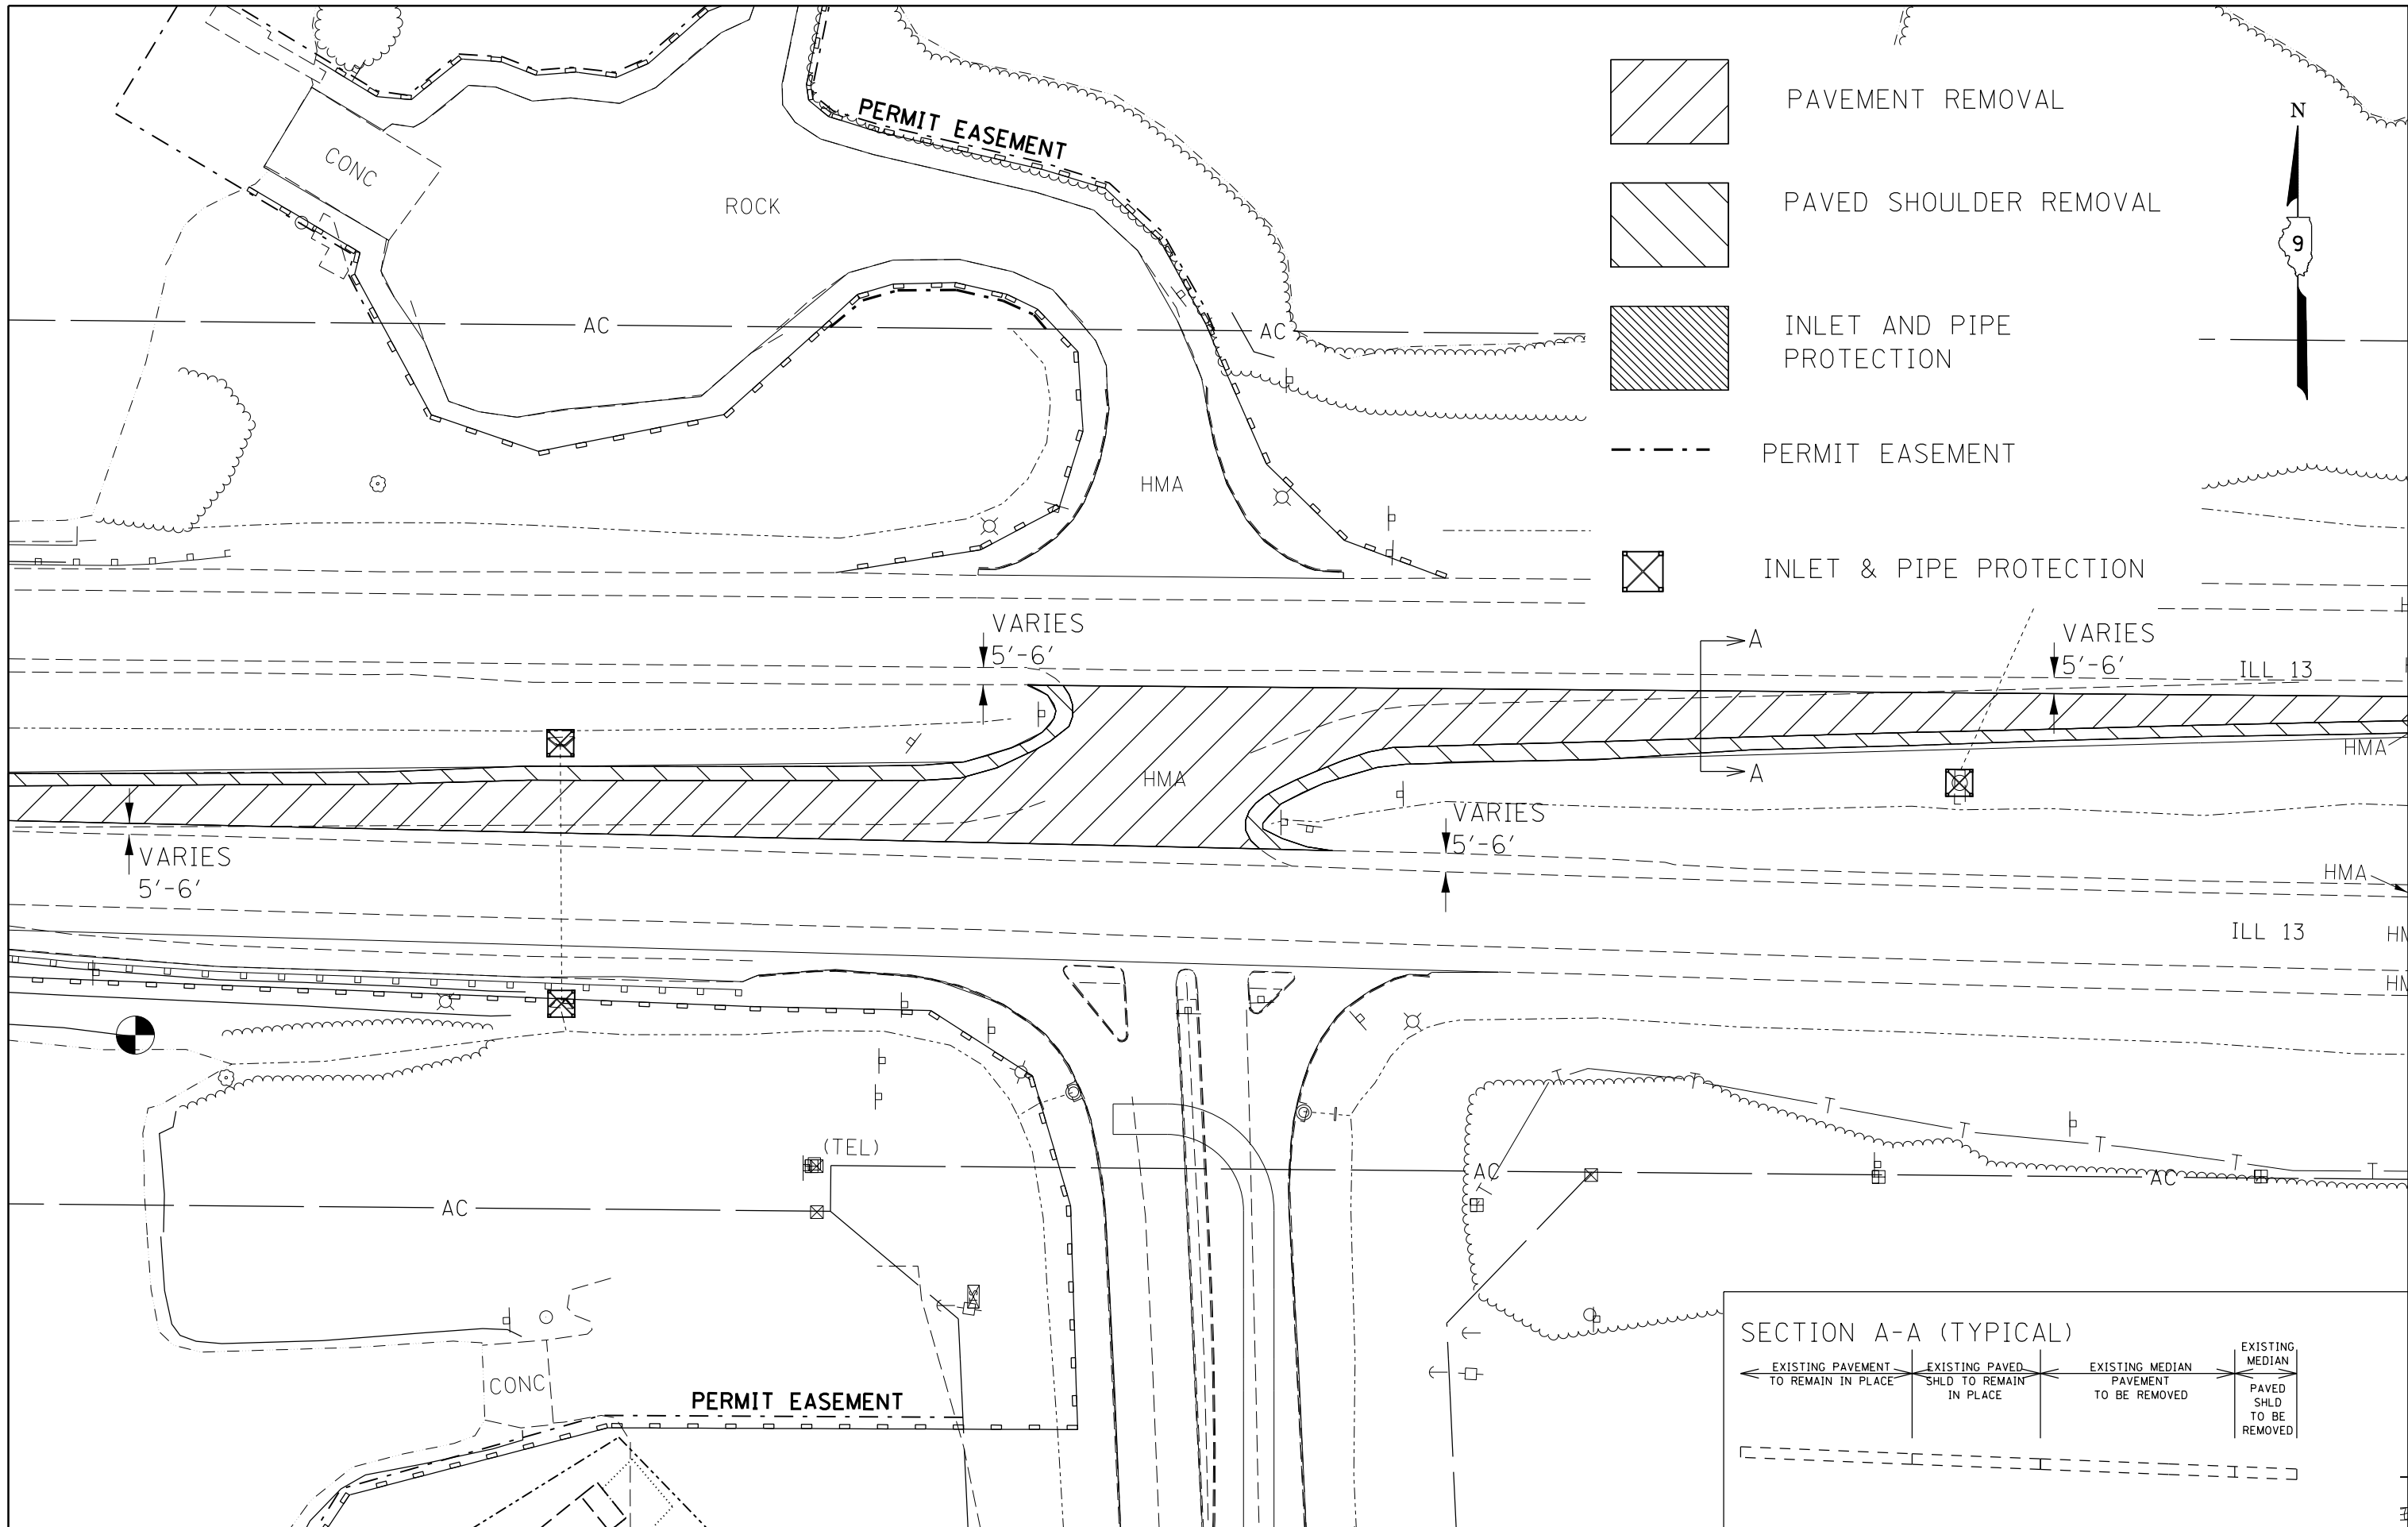 PERMIT EASEMENT
CONC
ROCK
AC
AC
HMA
PAVEMENT REMOVAL
PAVED SHOULDER REMOVAL
INLET AND PIPE
PROTECTION
PERMIT EASEMENT
INLET & PIPE PROTECTION
N
9
VARIES
5'-6'
A
VARIES
5'-6'
ILL 13
HMA
HMA
A
VARIES
5'-6'
VARIES
5'-6'
HMA
ILL 13
(TEL)
AC
AC
AC
T
T
T
T
T
T
T
T
CONC
PERMIT EASEMENT
SECTION A-A (TYPICAL)
EXISTING PAVEMENT
TO REMAIN IN PLACE
EXISTING PAVED
SHLD TO REMAIN
IN PLACE
EXISTING MEDIAN
PAVEMENT
TO BE REMOVED
EXISTING
MEDIAN
PAVED
SHLD
TO BE
REMOVED